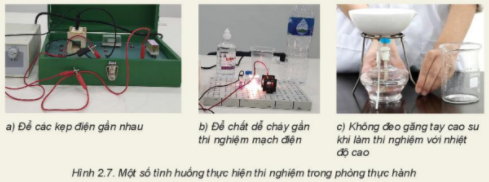 a) Để các kẹp điện gần nhau
b) Để chất dễ cháy gần
thí nghiệm mạch điện
c) Không đeo găng tay cao su
khi làm thí nghiệm với nhiệt
độ cao
Hình 2.7. Một số tình huống thực hiện thí nghiệm trong phòng thực hành